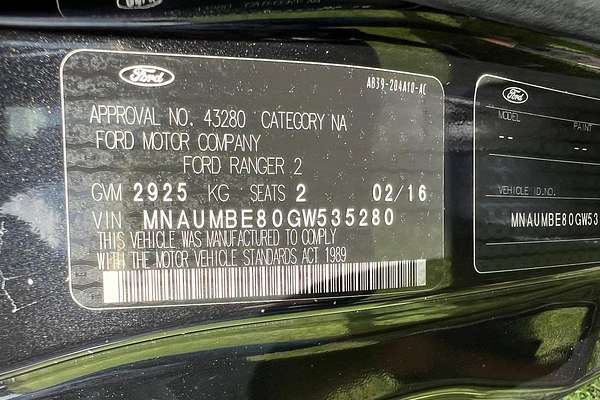 Ford
AB39-204A10-AC
APPROVAL NO. 43280 CATEGORY NA
FORD MOTOR COMPANY
FORD RANGER 2
GVM 2925 KG SEATS 2 02/16
VIN MNAUMBE80GW535280
THIS VEHICLE WAS MANUFACTURED TO COMPLY
WITH THE MOTOR VEHICLE STANDARDS ACT 1989
Ford
MODEL PAINT
-- --
VEHICLE ID.NO.
MNAUMBE80GW53